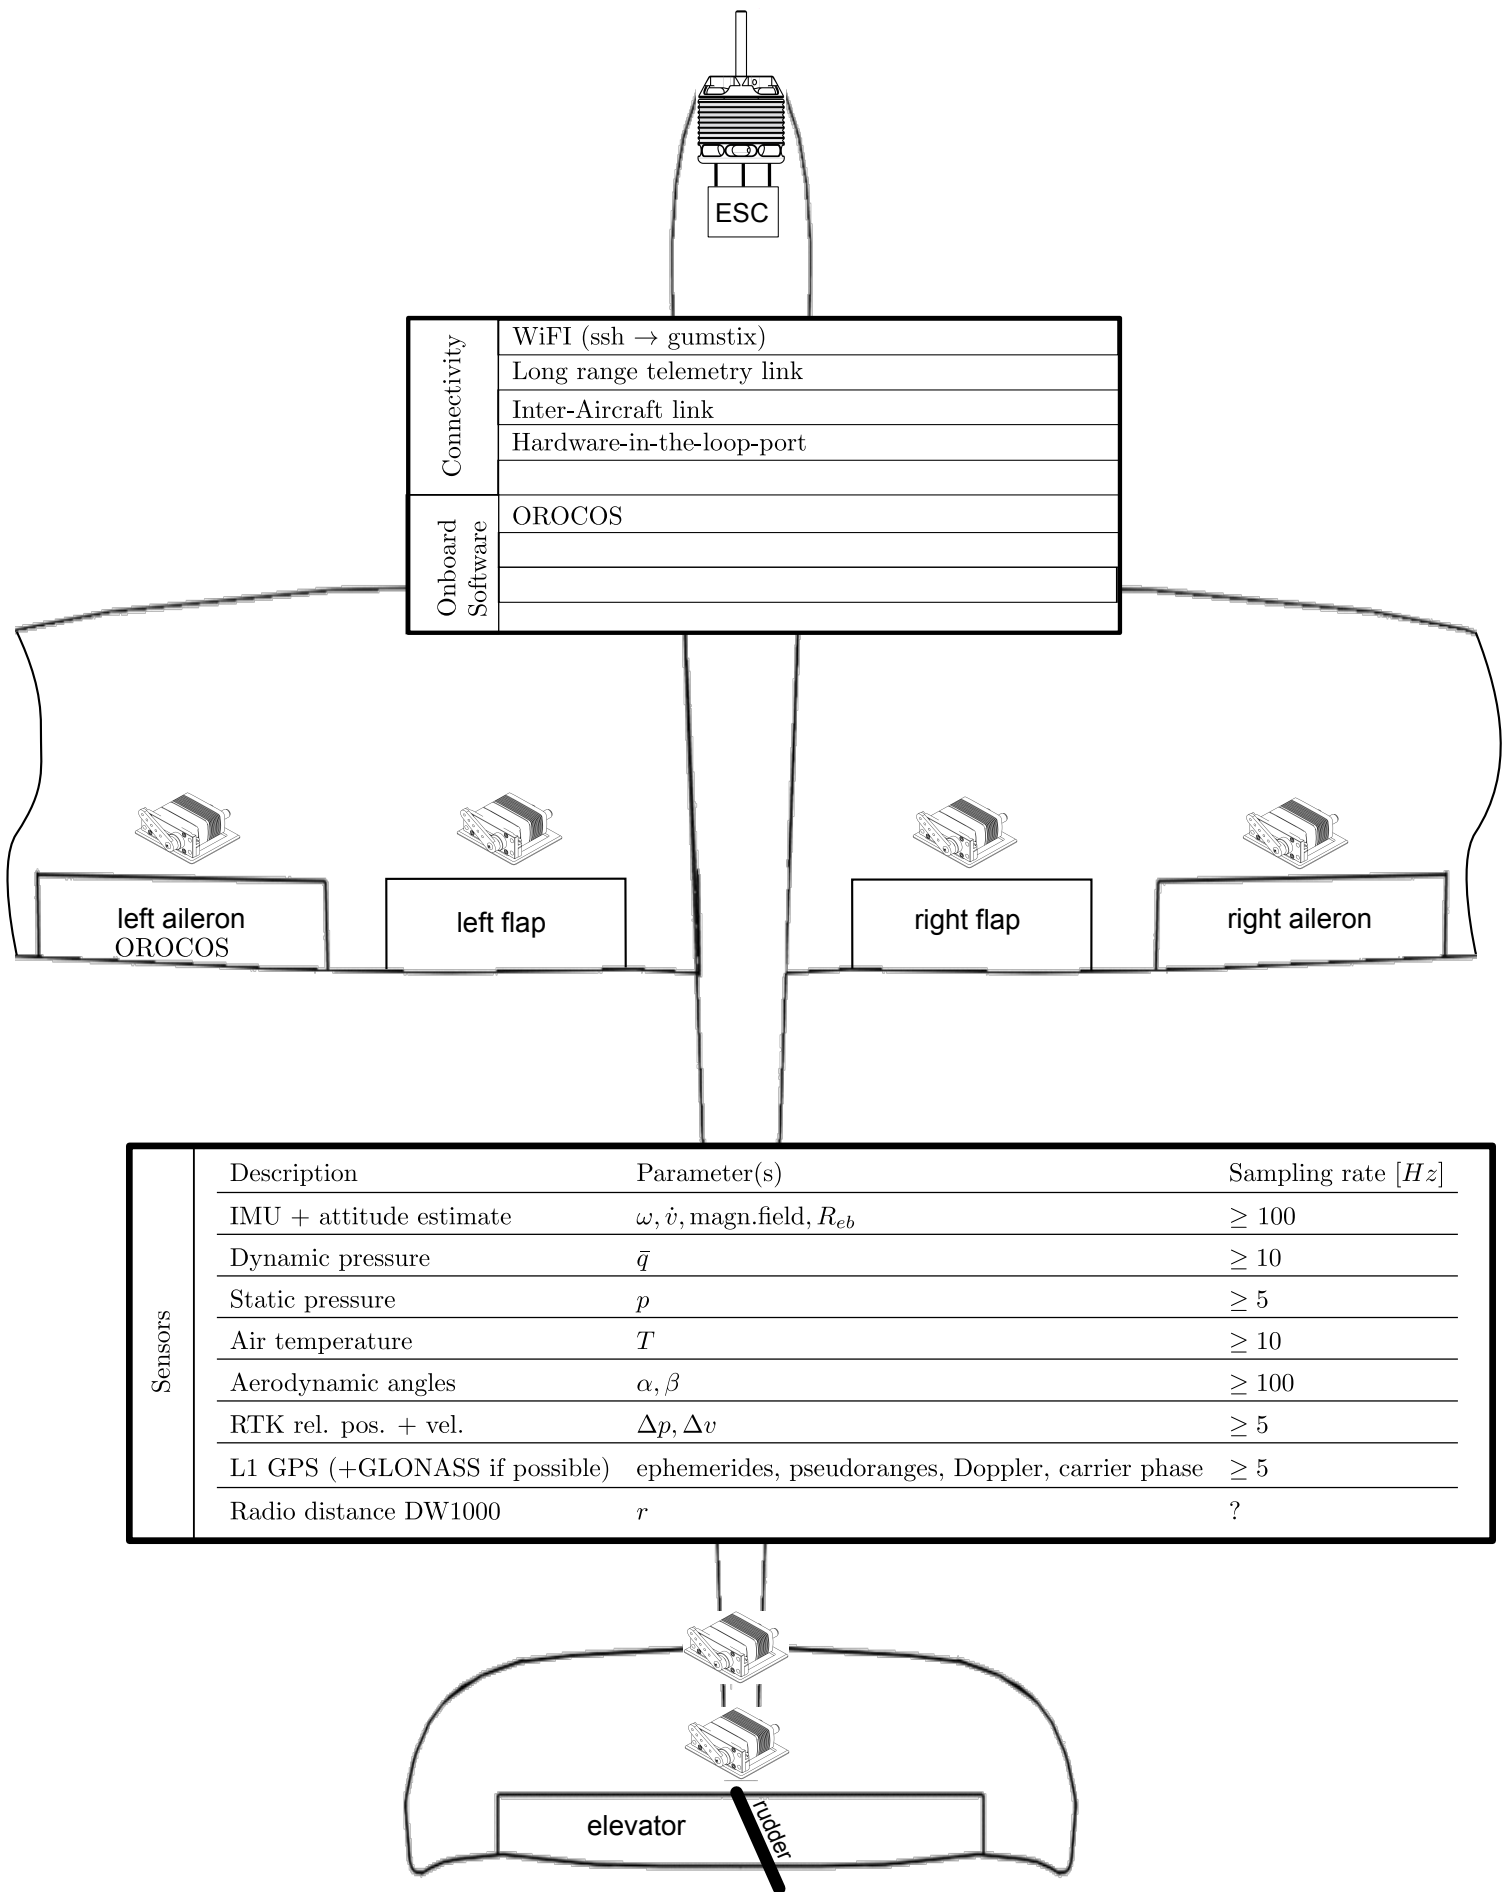 ESC
Connectivity
WiFI (ssh → gumstix)
Long range telemetry link
Inter-Aircraft link
Hardware-in-the-loop-port
Onboard
Software
OROCOS
left aileron
OROCOS
left flap
right flap
right aileron
Sensors
Description Parameter(s) Sampling rate [Hz]
IMU + attitude estimate ω, v̇, magn.field, R_{eb} ≥ 100
Dynamic pressure q̄ ≥ 10
Static pressure p ≥ 5
Air temperature T ≥ 10
Aerodynamic angles α, β ≥ 100
RTK rel. pos. + vel. Δp, Δv ≥ 5
L1 GPS (+GLONASS if possible) ephemerides, pseudoranges, Doppler, carrier phase ≥ 5
Radio distance DW1000 r ?
elevator
rudder